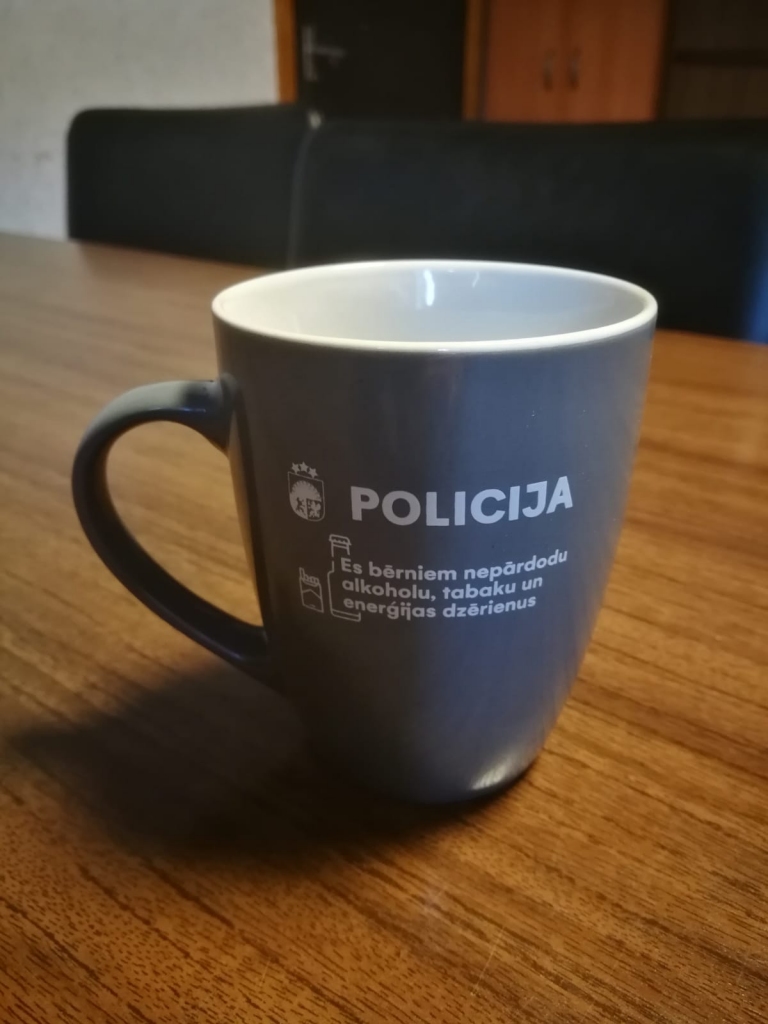 POLICIJA
Es bērniem nepārdodu
alkoholu, tabaku un
enerģijas dzērienus